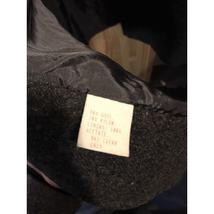 70% WOOL
30% NYLON
LINING: 100%
ACETATE
DRY CLEAN
ONLY